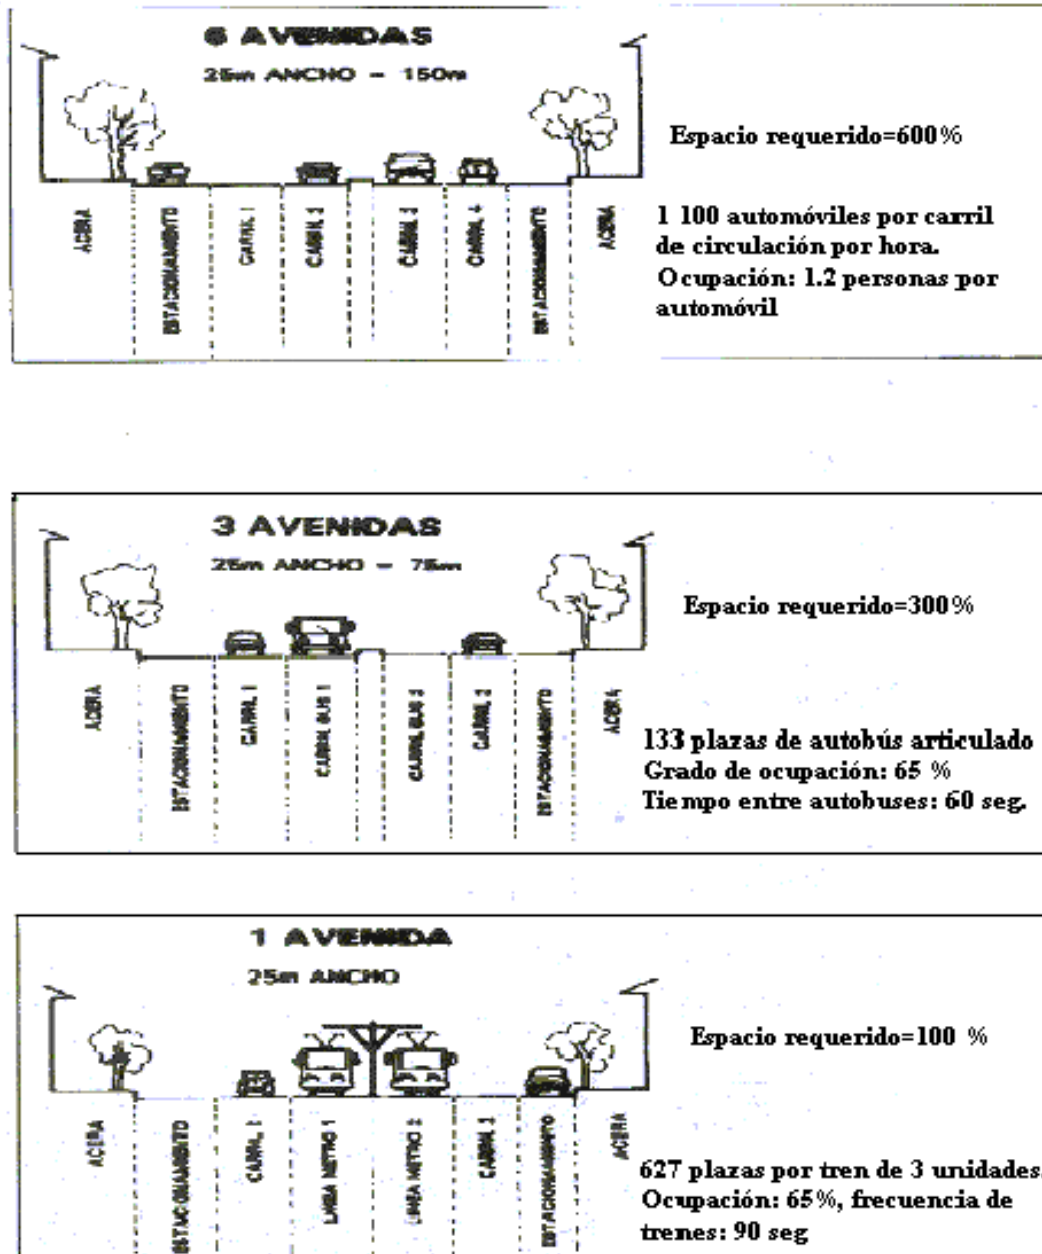 6 AVENIDAS
25m ANCHO - 150m
Espacio requerido=600%
1 100 automóviles por carril
de circulación por hora.
Ocupación: 1.2 personas por
automóvil
ACERA
ESTACIONAMIENTO
CARRIL 1
CARRIL 2
CARRIL 3
CARRIL 4
ESTACIONAMIENTO
ACERA
3 AVENIDAS
25m ANCHO - 75m
Espacio requerido=300%
133 plazas de autobús articulado
Grado de ocupación: 65 %
Tiempo entre autobuses: 60 seg.
ACERA
ESTACIONAMIENTO
CARRIL 1
CARRIL BUS 1
CARRIL BUS 2
CARRIL 2
ESTACIONAMIENTO
ACERA
1 AVENIDA
25m ANCHO
Espacio requerido=100 %
627 plazas por tren de 3 unidades.
Ocupación: 65%, frecuencia de
trenes: 90 seg
ACERA
ESTACIONAMIENTO
CARRIL 1
LINEA METRO 1
LINEA METRO 2
CARRIL 2
ESTACIONAMIENTO
ACERA